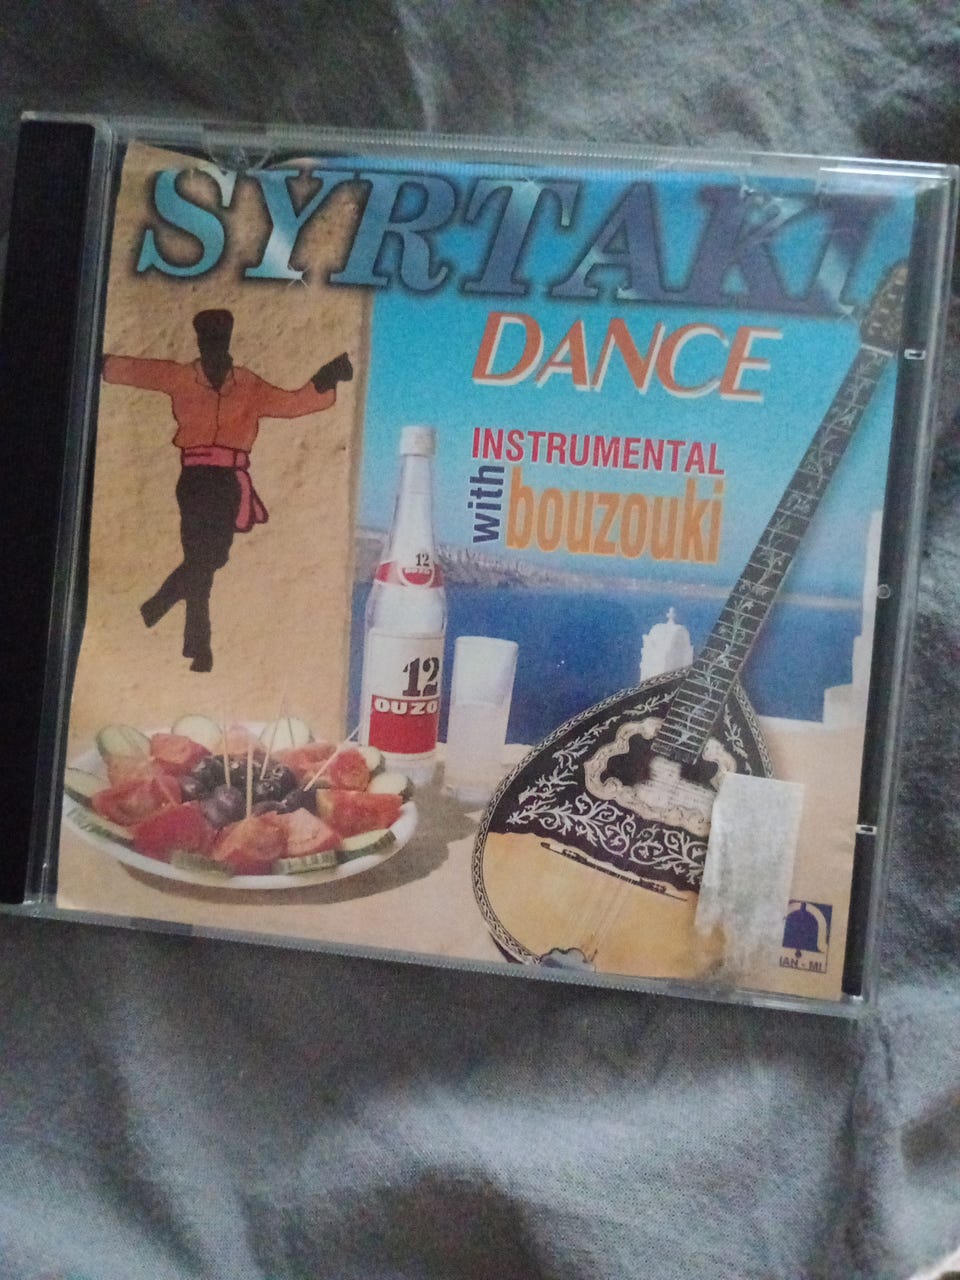 SYRTAKI
DANCE
INSTRUMENTAL
with bouzouki
12
12
OUZO
IAN - MI